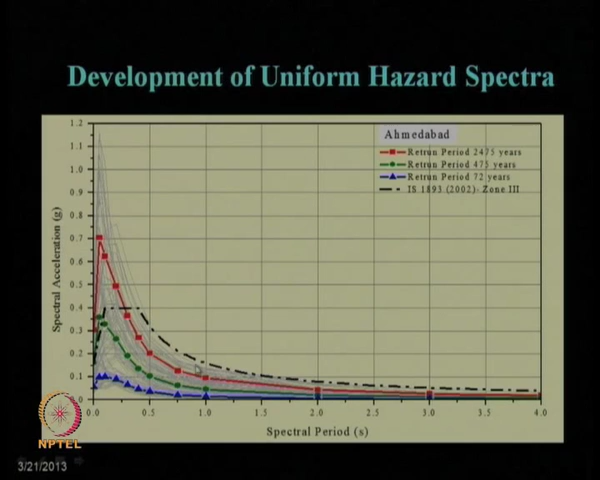 Development of Uniform Hazard Spectra
Ahmedabad
Retrun Period 2475 years
Retrun Period 475 years
Retrun Period 72 years
IS 1893 (2002)- Zone III
1.2
1.1
1.0
0.9
0.8
0.7
0.6
0.5
0.4
0.3
0.2
0.1
0.0
Spectral Acceleration (g)
0.0 0.5 1.0 1.5 2.0 2.5 3.0 3.5 4.0
Spectral Period (s)
NPTEL
3/21/2013